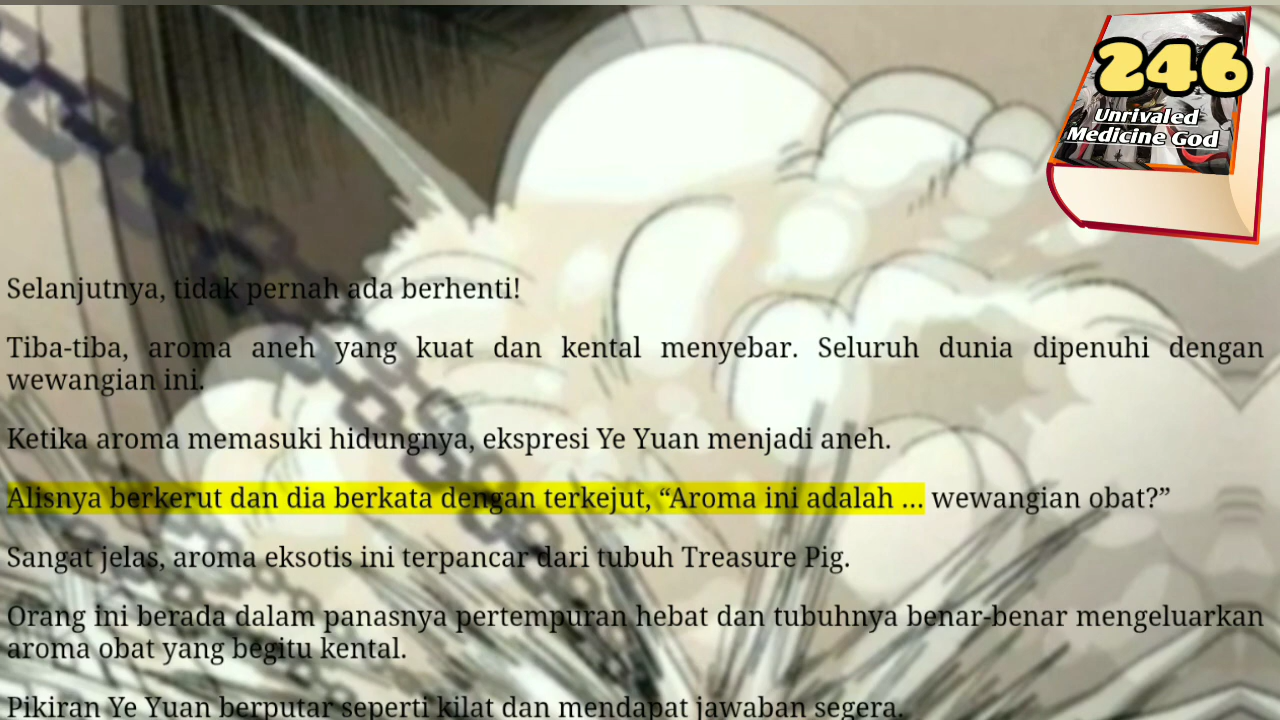 246
Unrivaled
Medicine God
Selanjutnya, tidak pernah ada berhenti!
Tiba-tiba, aroma aneh yang kuat dan kental menyebar. Seluruh dunia dipenuhi dengan
wewangian ini.
Ketika aroma memasuki hidungnya, ekspresi Ye Yuan menjadi aneh.
Alisnya berkerut dan dia berkata dengan terkejut, “Aroma ini adalah ... wewangian obat?”
Sangat jelas, aroma eksotis ini terpancar dari tubuh Treasure Pig.
Orang ini berada dalam panasnya pertempuran hebat dan tubuhnya benar-benar mengeluarkan
aroma obat yang begitu kental.
Pikiran Ye Yuan berputar seperti kilat dan mendapat jawaban segera.